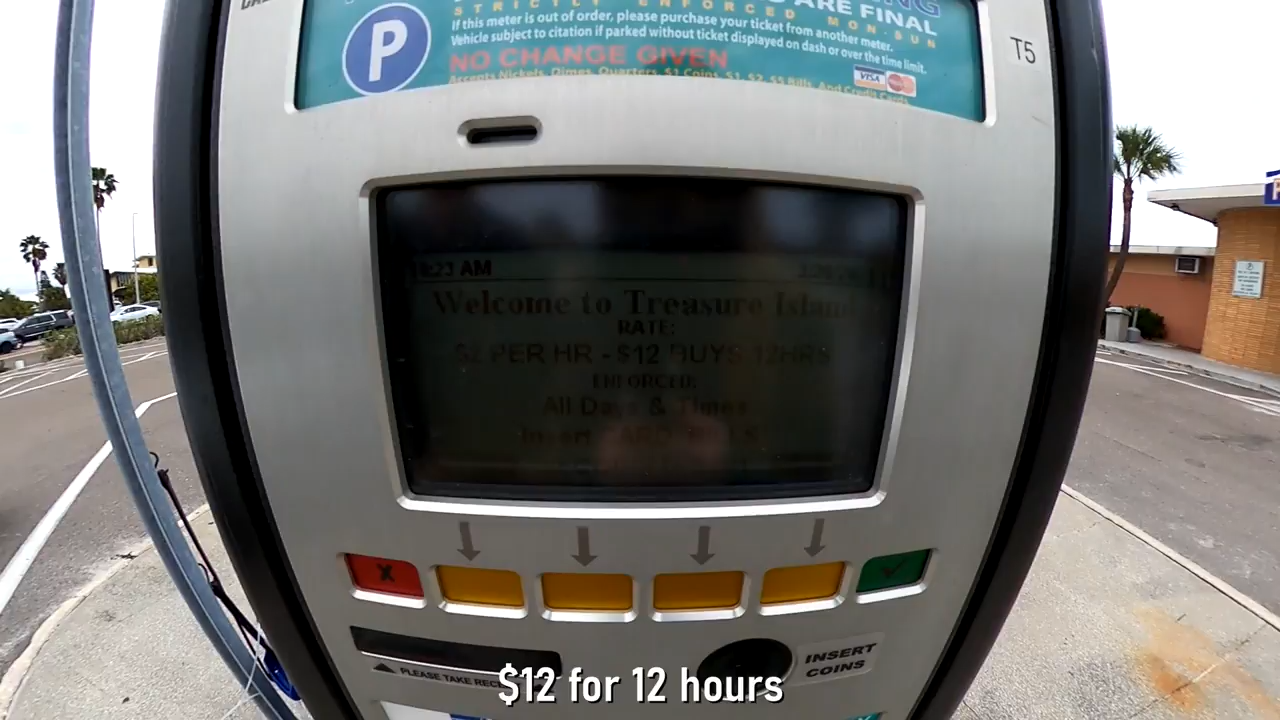 ARE FINAL
STRICTLY ENFORCED MON-SUN
If this meter is out of order, please purchase your ticket from another meter.
Vehicle subject to citation if parked without ticket displayed on dash or over the time limit.
NO CHANGE GIVEN
Accepts Nickels, Dimes, Quarters, $1 Coins, $1, $2, $5 Bills, And Credit Cards
P
VISA
MasterCard
T5
:23 AM
Welcome to Treasure Island
RATE:
$2 PER HR - $12 BUYS 12HRS
ENFORCED:
All Days & Times
Insert
X
PLEASE TAKE REC
INSERT
COINS
$12 for 12 hours